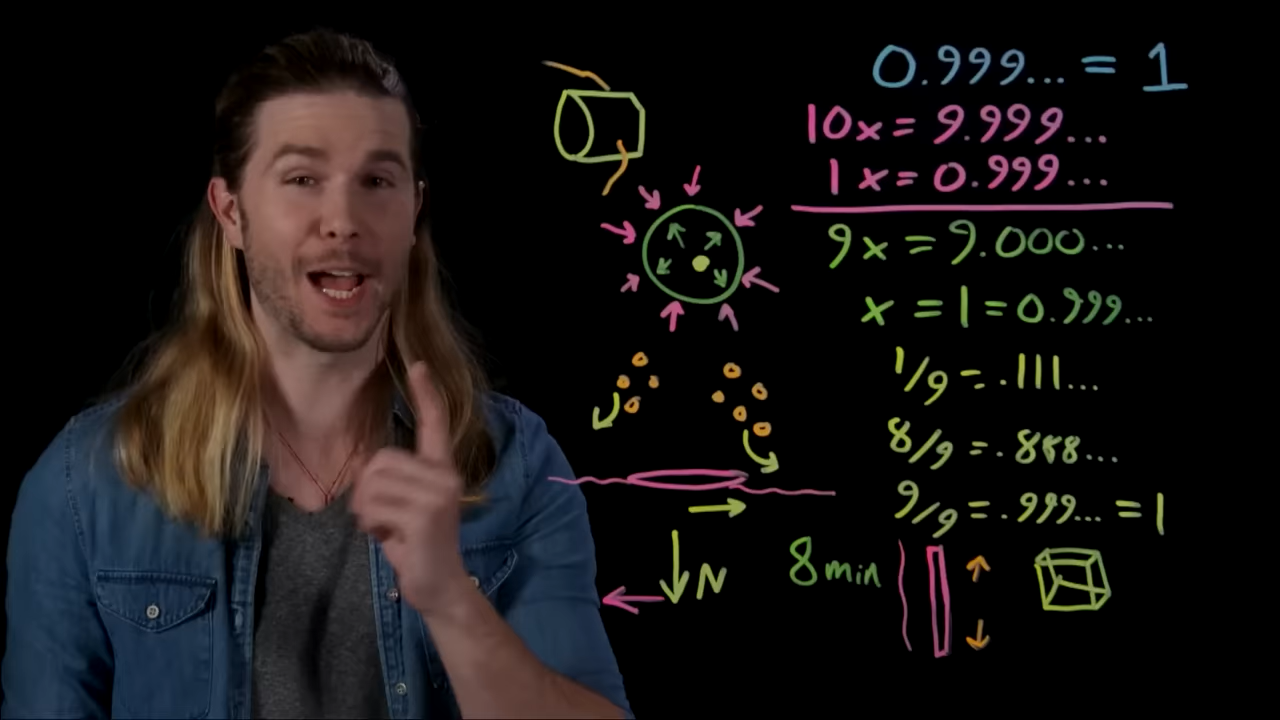 0.999... = 1
10x = 9.999...
1x = 0.999...
9x = 9.000...
x = 1 = 0.999...
1/9 = .111...
8/9 = .888...
9/9 = .999... = 1
N
8 min